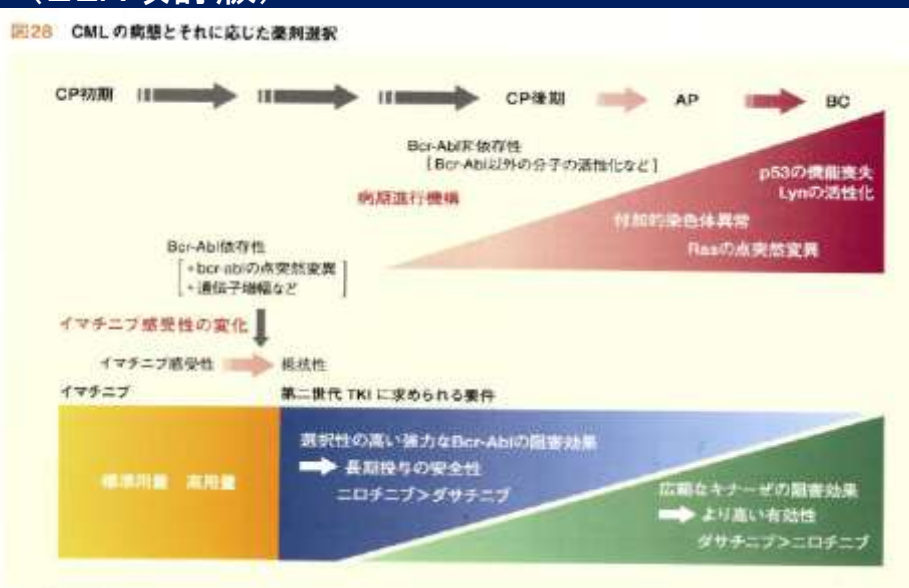 図28 CMLの病態とそれに応じた薬剤選択
CP初期
CP後期
AP
BC
Bcr-Abl非依存性
[Bcr-Abl以外の分子の活性化など]
p53の機能喪失
Lynの活性化
病期進行機構
付加的染色体異常
Rasの点突然変異
Bcr-Abl依存性
・bcr-ablの点突然変異
・遺伝子増幅など
イマチニブ感受性の変化
イマチニブ感受性
抵抗性
イマチニブ
第二世代TKIに求められる要件
標準用量 高用量
選択性の高い強力なBcr-Ablの阻害効果
長期投与の安全性
ニロチニブ>ダサチニブ
広範なキナーゼの阻害効果
より高い有効性
ダサチニブ>ニロチニブ